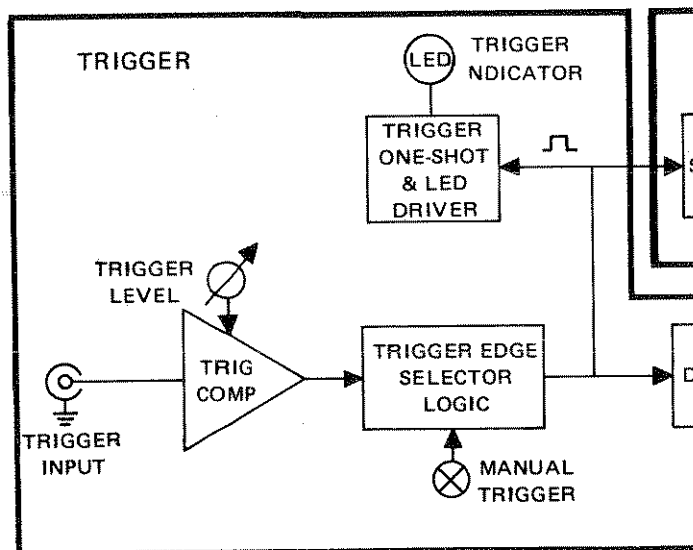 TRIGGER
LED
TRIGGER
NDICATOR
TRIGGER
ONE-SHOT
& LED
DRIVER
S
TRIGGER
LEVEL
TRIG
COMP
TRIGGER EDGE
SELECTOR
LOGIC
D
TRIGGER
INPUT
MANUAL
TRIGGER